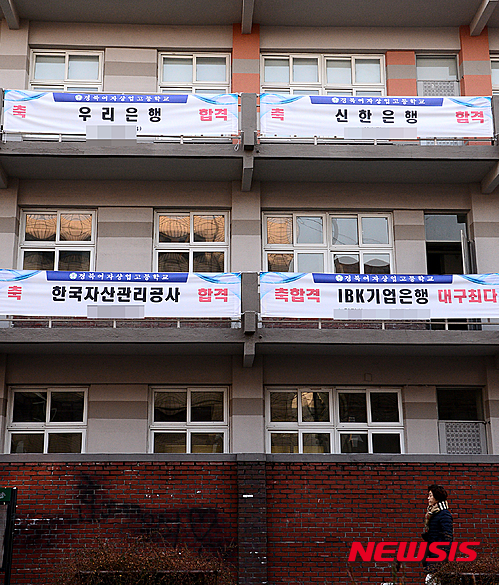 경북여자상업고등학교
축 우리은행 합격
경북여자상업고등학교
축 신한은행 합격
경북여자상업고등학교
축 한국자산관리공사 합격
경북여자상업고등학교
축합격 IBK기업은행 대구최다
NEWSIS